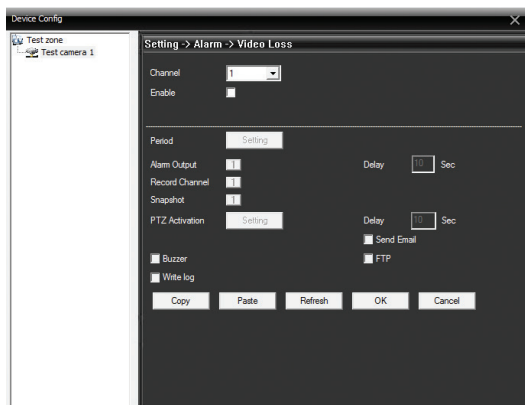 Device Config
Test zone
Test camera 1
Setting -> Alarm -> Video Loss
Channel 1
Enable
Period Setting
Alarm Output 1 Delay 10 Sec
Record Channel 1
Snapshot 1
PTZ Activation Setting Delay 10 Sec
Send Email
Buzzer FTP
Write log
Copy Paste Refresh OK Cancel